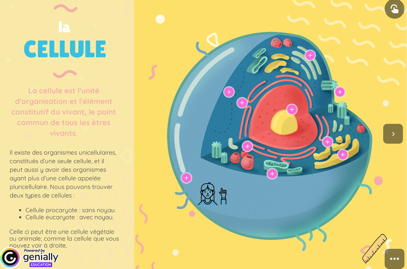 la
CELLULE
La cellule est l'unité
d'organisation et l'élément
constitutif du vivant, le point
commun de tous les êtres
vivants.
Il existe des organismes unicellulaires,
constitués d'une seule cellule, et il
peut aussi y avoir des organismes
ayant plus d'une cellule appelée
pluricellulaire. Nous pouvons trouver
deux types de cellules :
• Cellule procaryote : sans noyau.
• Cellule eucaryote : avec noyau.
Celle ci peut être une cellule végétale
ou animale, comme la cellule que vous
pouvez voir à droite.
Powered by
genially
EDUCATION